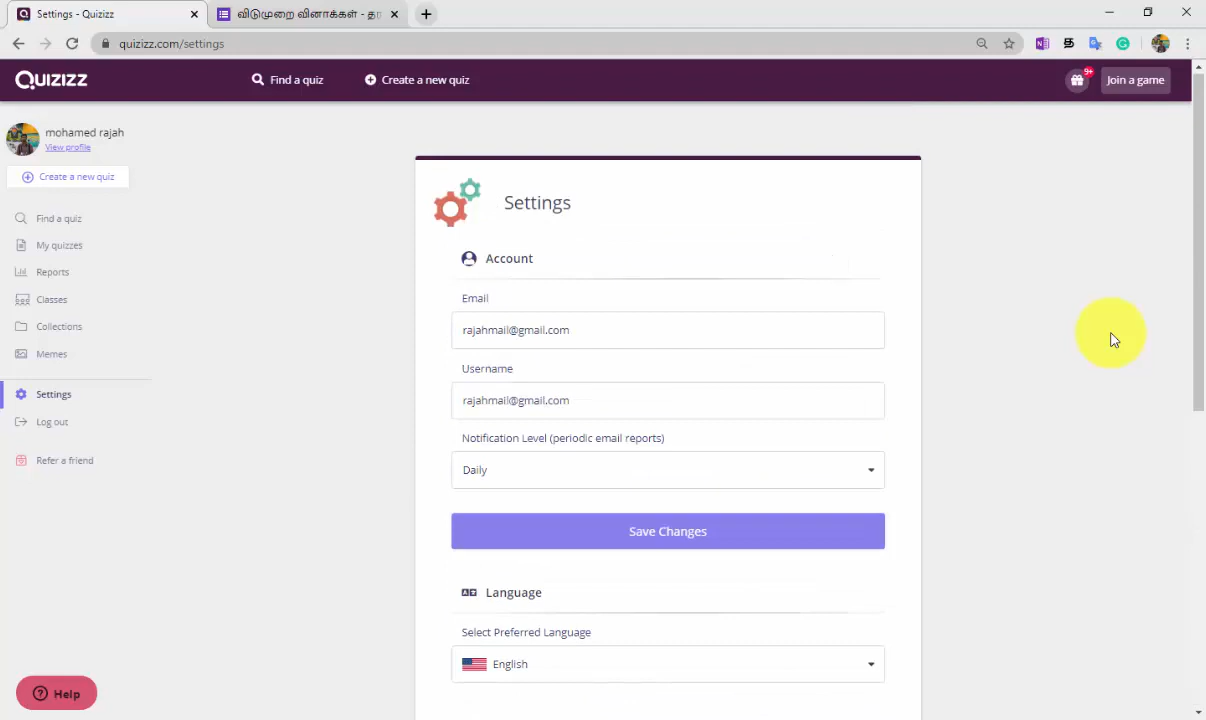 Settings - Quizizz
விடுமுறை வினாக்கள் - தர
quizizz.com/settings
QUIZIZZ
Find a quiz
Create a new quiz
9+
Join a game
mohamed rajah
View profile
Create a new quiz
Find a quiz
My quizzes
Reports
Classes
Collections
Memes
Settings
Log out
Refer a friend
Help
Settings
Account
Email
rajahmail@gmail.com
Username
rajahmail@gmail.com
Notification Level (periodic email reports)
Daily
Save Changes
Language
Select Preferred Language
English